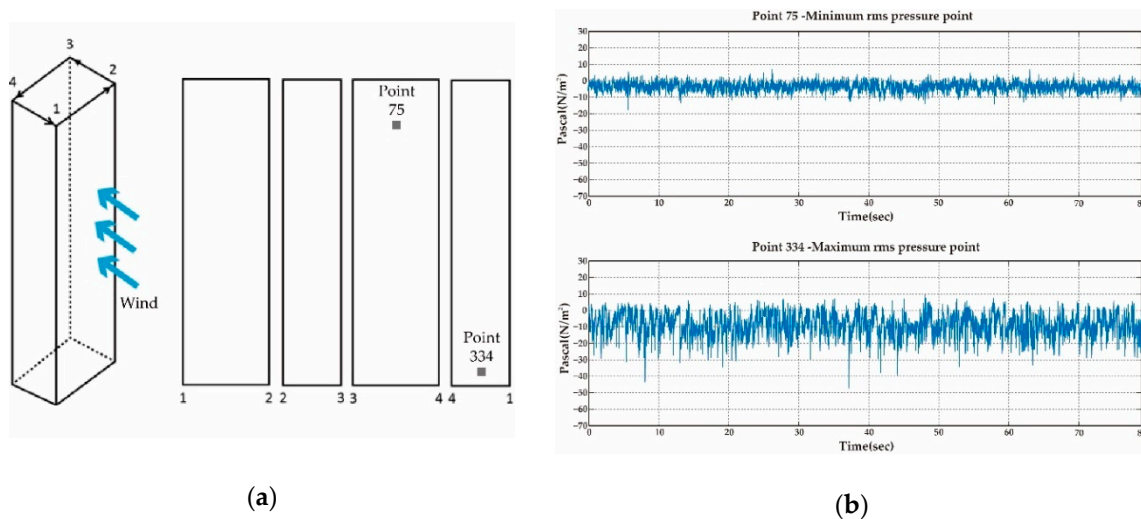 3
4
2
1
Wind
Point
75
Point
334
1 2 2 3 3 4 4 1
(a)
Point 75 -Minimum rms pressure point
Pascal(N/m²)
30
20
10
0
−10
−20
−30
−40
−50
−60
−70
0 10 20 30 40 50 60 70 80
Time(sec)
Point 334 -Maximum rms pressure point
Pascal(N/m²)
30
20
10
0
−10
−20
−30
−40
−50
−60
−70
0 10 20 30 40 50 60 70 80
Time(sec)
(b)